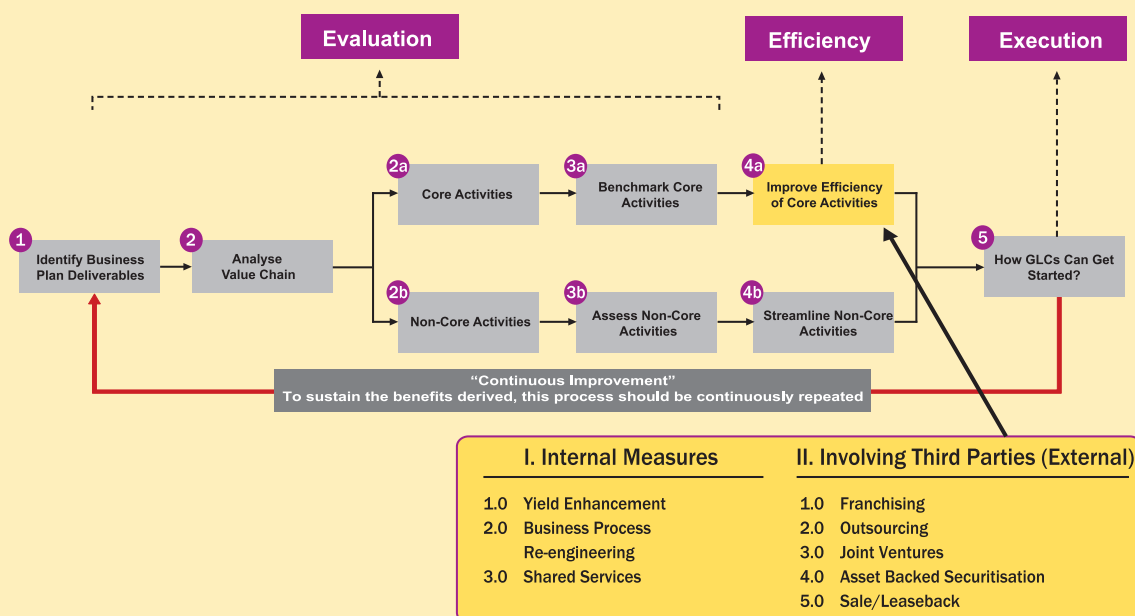 Evaluation
Efficiency
Execution
2a
Core Activities
3a
Benchmark Core
Activities
4a
Improve Efficiency
of Core Activities
1
Identify Business
Plan Deliverables
2
Analyse
Value Chain
5
How GLCs Can Get
Started?
2b
Non-Core Activities
3b
Assess Non-Core
Activities
4b
Streamline Non-Core
Activities
“Continuous Improvement”
To sustain the benefits derived, this process should be continuously repeated
I. Internal Measures
1.0 Yield Enhancement
2.0 Business Process
Re-engineering
3.0 Shared Services
II. Involving Third Parties (External)
1.0 Franchising
2.0 Outsourcing
3.0 Joint Ventures
4.0 Asset Backed Securitisation
5.0 Sale/Leaseback